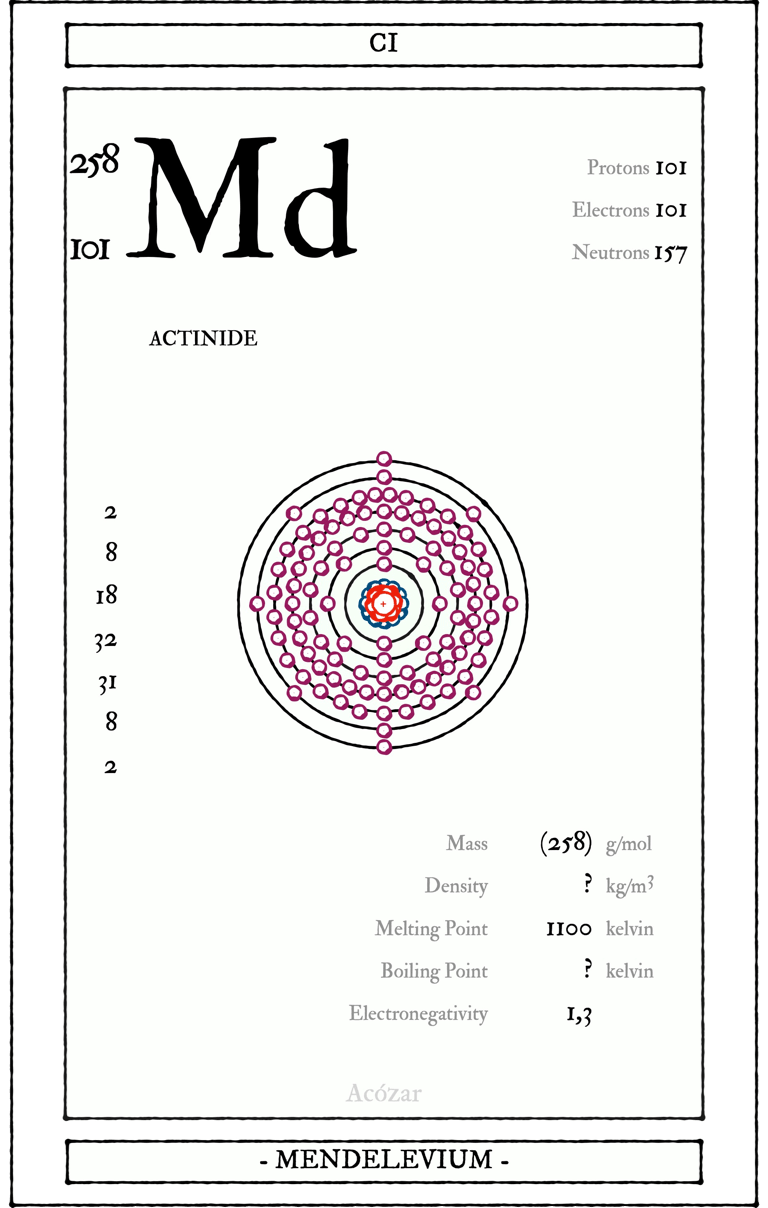 CI
258
101
Md
Protons 101
Electrons 101
Neutrons 157
ACTINIDE
2
8
18
32
31
8
2
+
Mass (258) g/mol
Density ? kg/m³
Melting Point 1100 kelvin
Boiling Point ? kelvin
Electronegativity 1,3
Acózar
- MENDELEVIUM -